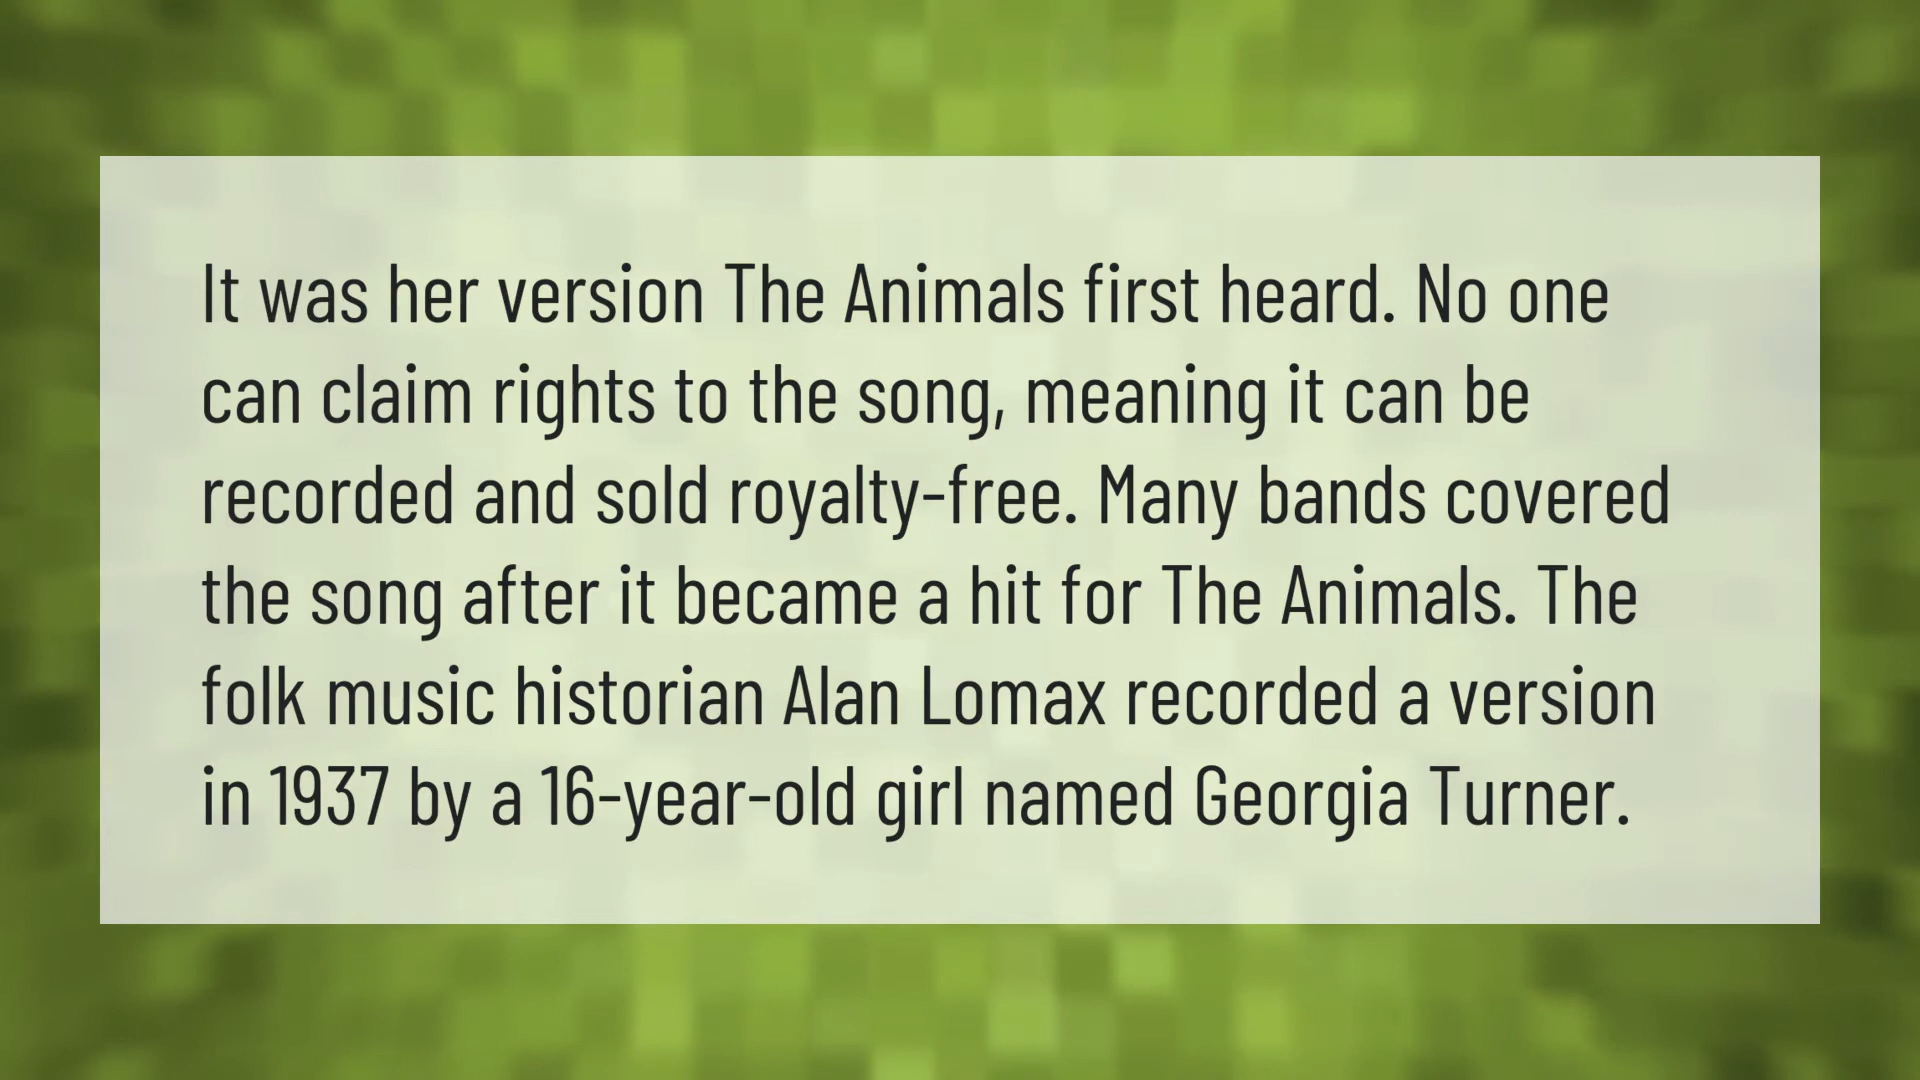 It was her version The Animals first heard. No one
can claim rights to the song, meaning it can be
recorded and sold royalty-free. Many bands covered
the song after it became a hit for The Animals. The
folk music historian Alan Lomax recorded a version
in 1937 by a 16-year-old girl named Georgia Turner.